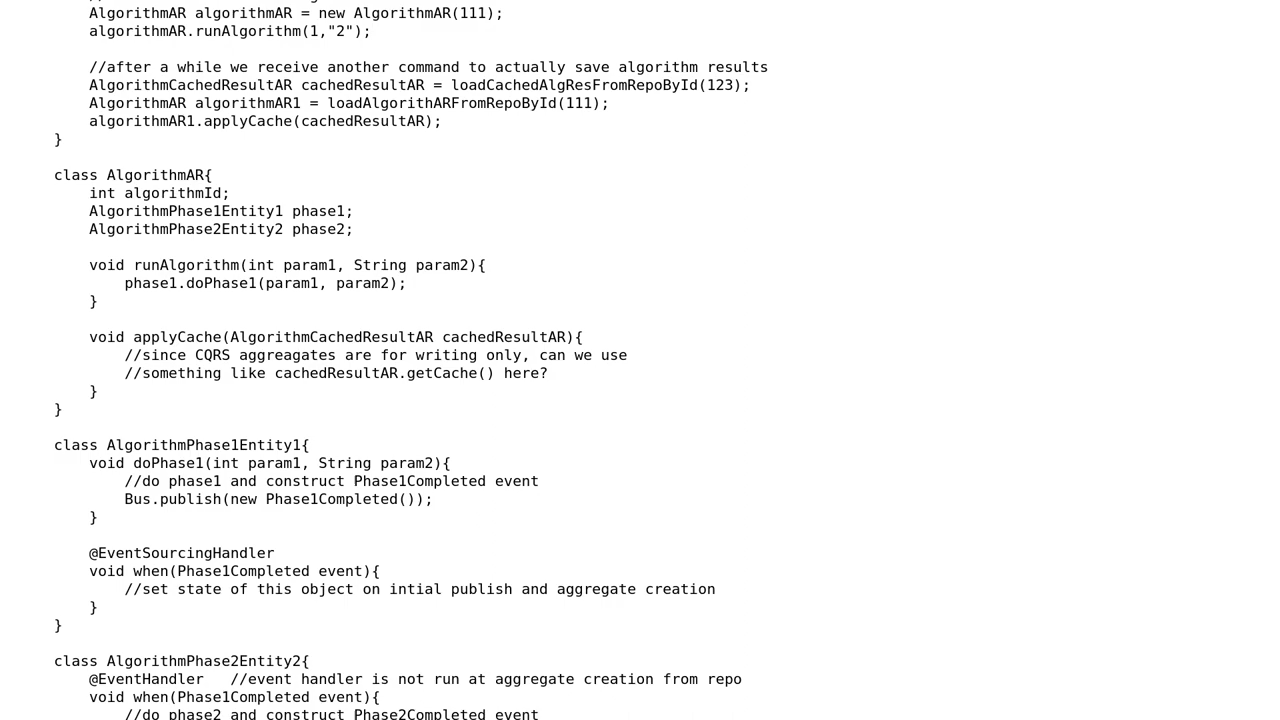 AlgorithmAR algorithmAR = new AlgorithmAR(111);
algorithmAR.runAlgorithm(1,"2");
//after a while we receive another command to actually save algorithm results
AlgorithmCachedResultAR cachedResultAR = loadCachedAlgResFromRepoById(123);
AlgorithmAR algorithmAR1 = loadAlgorithARFromRepoById(111);
algorithmAR1.applyCache(cachedResultAR);
}
class AlgorithmAR{
int algorithmId;
AlgorithmPhase1Entity1 phase1;
AlgorithmPhase2Entity2 phase2;
void runAlgorithm(int param1, String param2){
phase1.doPhase1(param1, param2);
}
void applyCache(AlgorithmCachedResultAR cachedResultAR){
//since CQRS aggreagates are for writing only, can we use
//something like cachedResultAR.getCache() here?
}
}
class AlgorithmPhase1Entity1{
void doPhase1(int param1, String param2){
//do phase1 and construct Phase1Completed event
Bus.publish(new Phase1Completed());
}
@EventSourcingHandler
void when(Phase1Completed event){
//set state of this object on intial publish and aggregate creation
}
}
class AlgorithmPhase2Entity2{
@EventHandler   //event handler is not run at aggregate creation from repo
void when(Phase1Completed event){
//do phase2 and construct Phase2Completed event